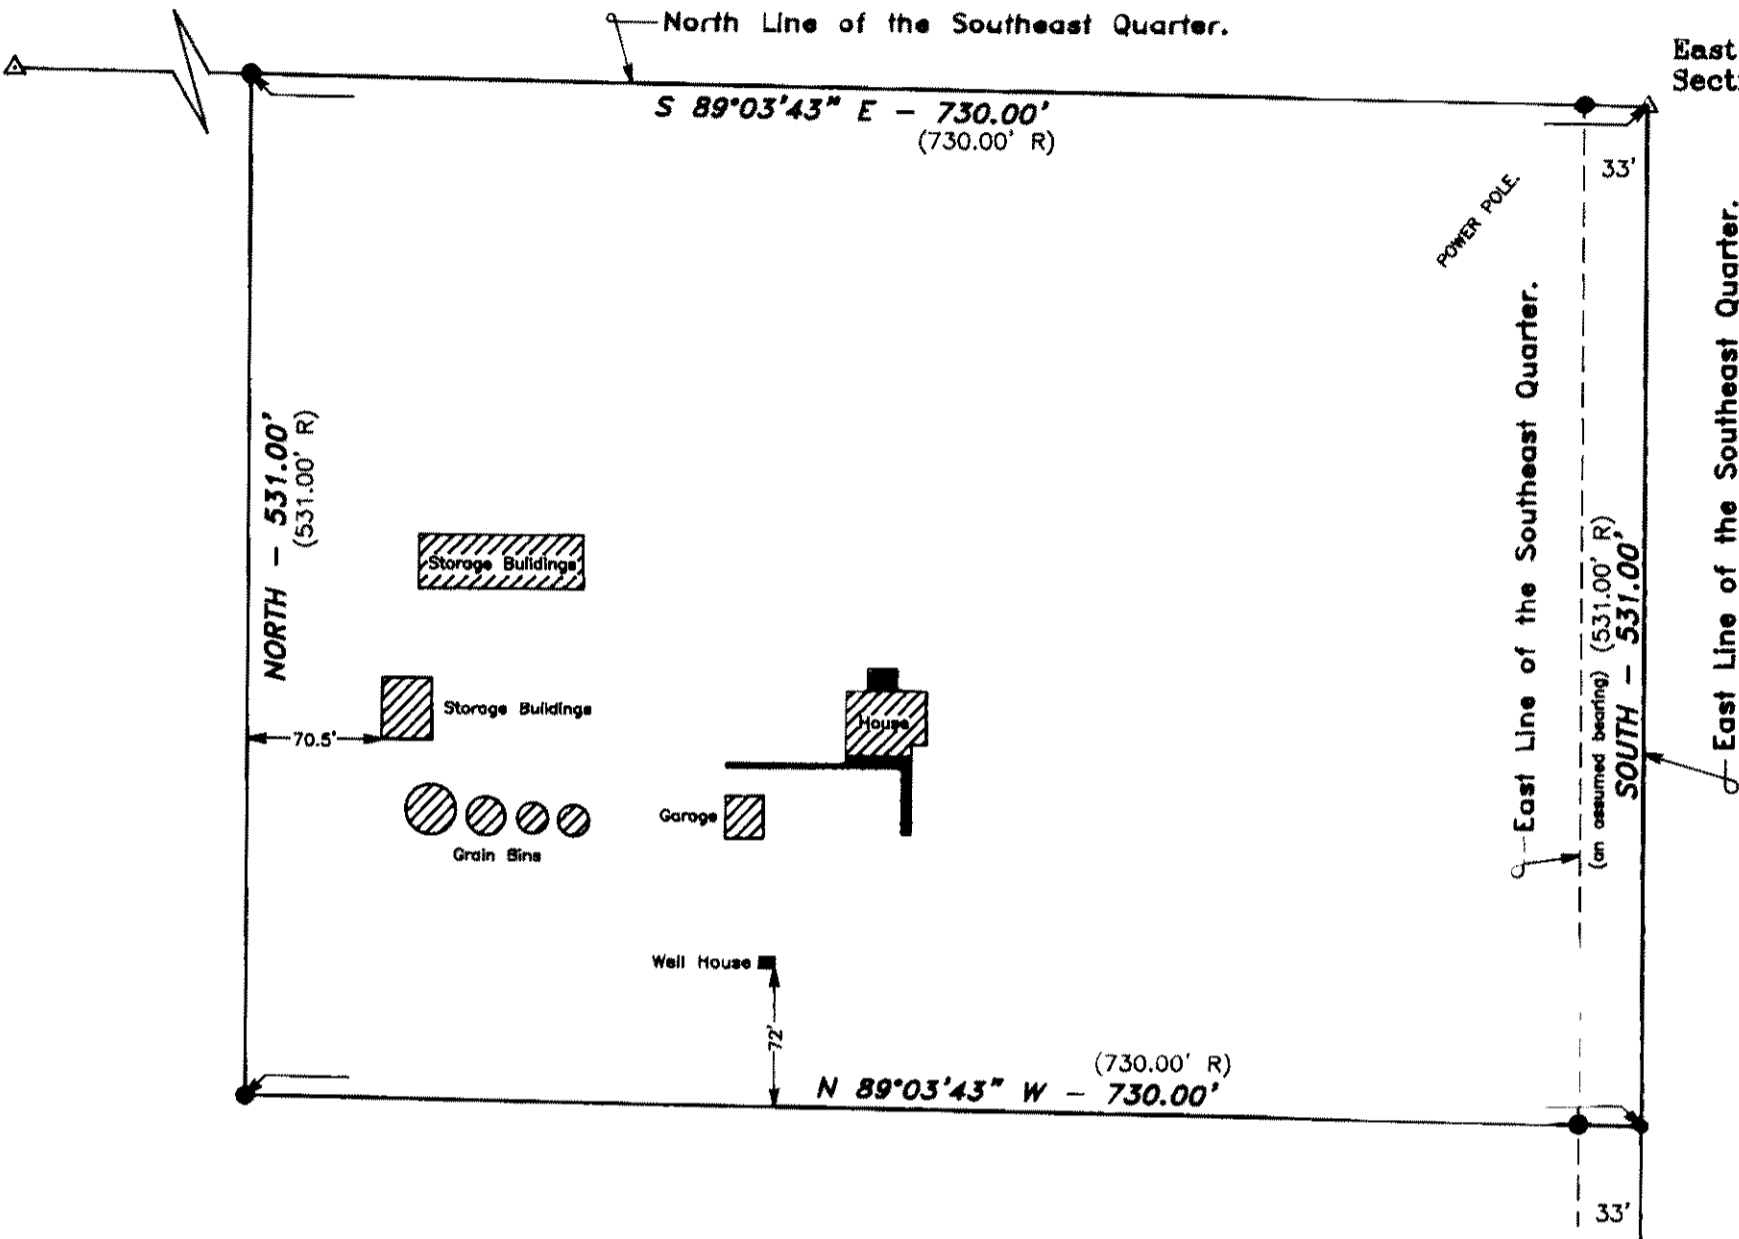 North Line of the Southeast Quarter.
East
Secti
S 89°03'43" E - 730.00'
(730.00' R)
33'
POWER POLE.
East Line of the Southeast Quarter.
East Line of the Southeast Quarter.
NORTH - 531.00'
(531.00' R)
(an assumed bearing) (531.00' R)
SOUTH - 531.00'
Storage Buildings
Storage Buildings
70.5'
House
Garage
Grain Bins
Well House
72'
(730.00' R)
N 89°03'43" W - 730.00'
33'